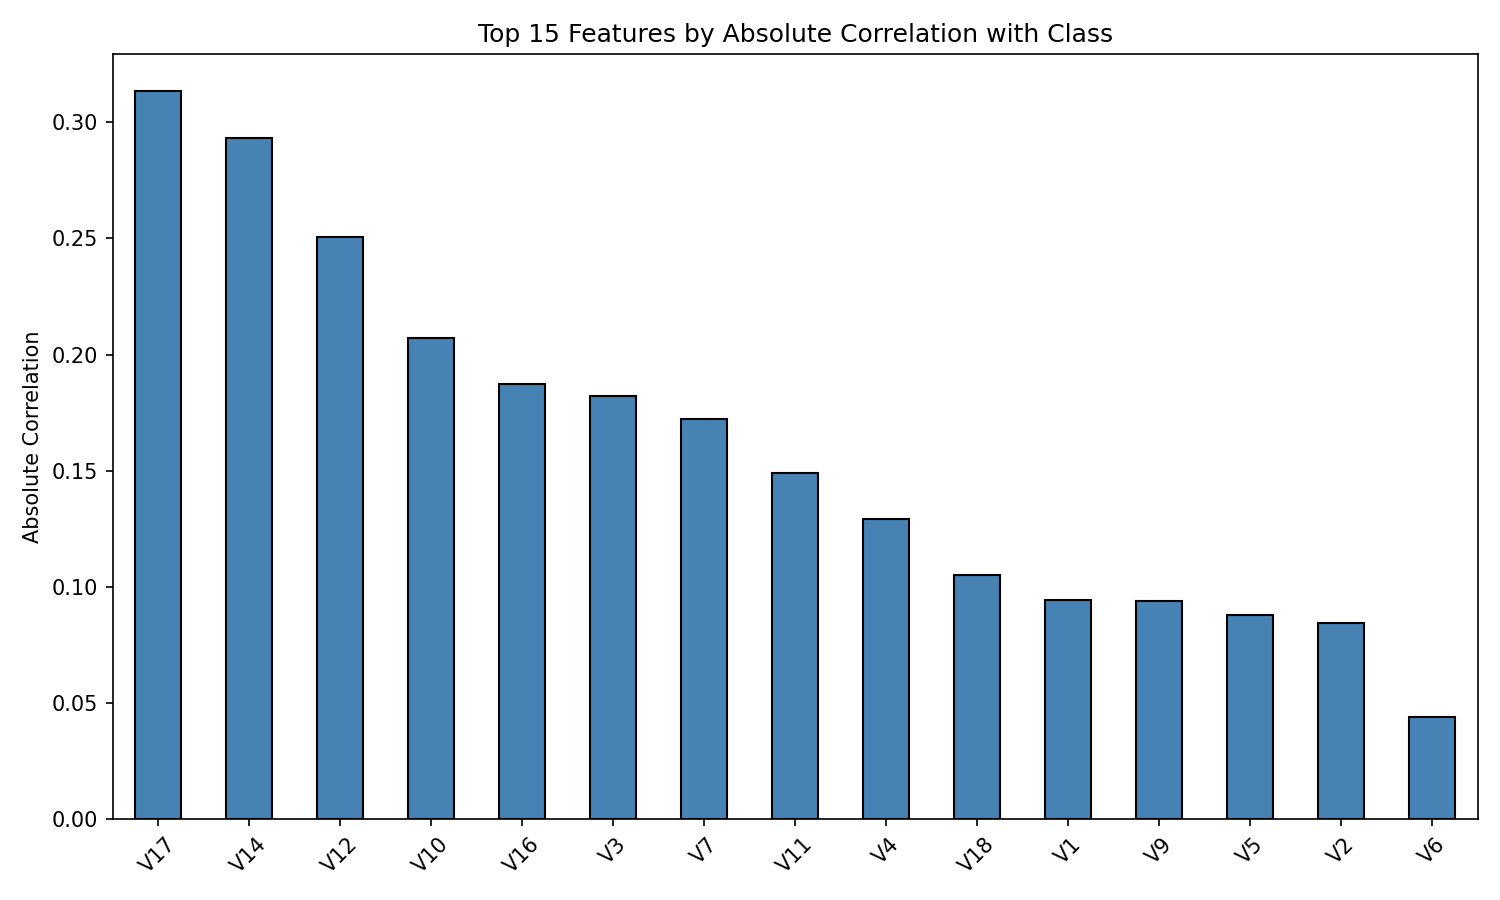 Top 15 Features by Absolute Correlation with Class
Absolute Correlation
0.30
0.25
0.20
0.15
0.10
0.05
0.00
V17 V14 V12 V10 V16 V3 V7 V11 V4 V18 V1 V9 V5 V2 V6